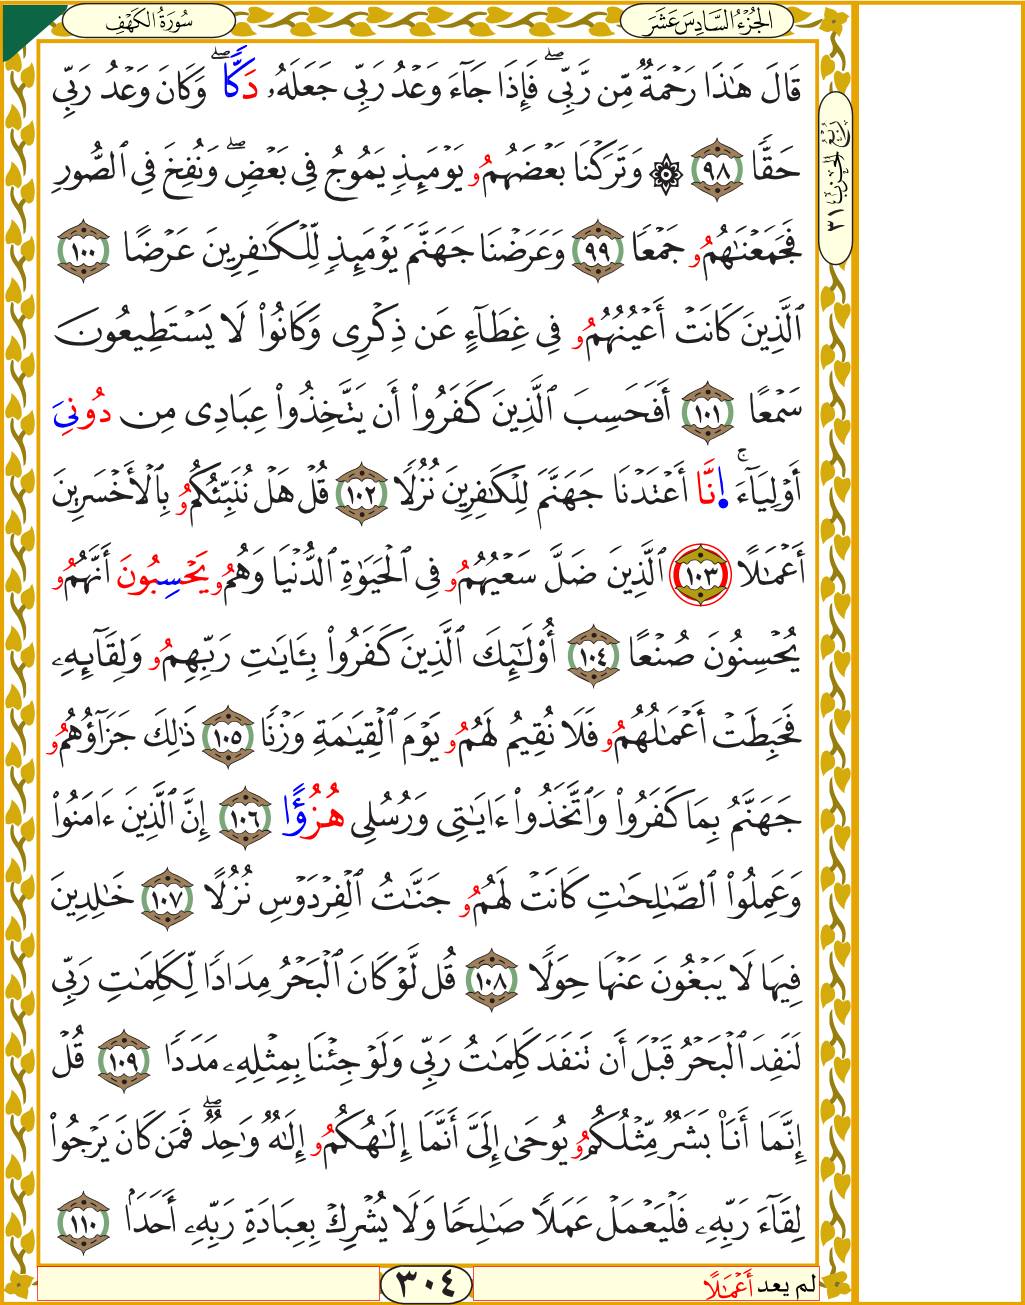 سُورَةُ الكَهْفِ
الجُزْءُ السَّادِسَ عَشَرَ
رُبْعُ الحِزْبِ ٣١
قَالَ هَٰذَا رَحْمَةٌ مِّن رَّبِّىۖ فَإِذَا جَآءَ وَعْدُ رَبِّى جَعَلَهُۥ دَكًّاۖ وَكَانَ وَعْدُ رَبِّى
حَقًّا ٩٨ ۞ وَتَرَكْنَا بَعْضَهُمُۥ يَوْمَئِذٍ يَمُوجُ فِى بَعْضٍۖ وَنُفِخَ فِى ٱلصُّورِ
فَجَمَعْنَٰهُمُۥ جَمْعًا ٩٩ وَعَرَضْنَا جَهَنَّمَ يَوْمَئِذٍ لِّلْكَٰفِرِينَ عَرْضًا ١٠٠
ٱلَّذِينَ كَانَتْ أَعْيُنُهُمُۥ فِى غِطَآءٍ عَن ذِكْرِى وَكَانُوا۟ لَا يَسْتَطِيعُونَ
سَمْعًا ١٠١ أَفَحَسِبَ ٱلَّذِينَ كَفَرُوٓا۟ أَن يَتَّخِذُوا۟ عِبَادِى مِن دُونِىَ
أَوْلِيَآءَۚ اِنَّآ أَعْتَدْنَا جَهَنَّمَ لِلْكَٰفِرِينَ نُزُلًا ١٠٢ قُلْ هَلْ نُنَبِّئُكُمُۥ بِٱلْأَخْسَرِينَ
أَعْمَٰلًا ١٠٣ ٱلَّذِينَ ضَلَّ سَعْيُهُمُۥ فِى ٱلْحَيَوٰةِ ٱلدُّنْيَا وَهُمُۥ يَحْسِبُونَ أَنَّهُمُۥ
يُحْسِنُونَ صُنْعًا ١٠٤ أُو۟لَٰٓئِكَ ٱلَّذِينَ كَفَرُوا۟ بِـَٔايَٰتِ رَبِّهِمُۥ وَلِقَآئِهِۦ
فَحَبِطَتْ أَعْمَٰلُهُمُۥ فَلَا نُقِيمُ لَهُمُۥ يَوْمَ ٱلْقِيَٰمَةِ وَزْنًا ١٠٥ ذَٰلِكَ جَزَآؤُهُمُۥ
جَهَنَّمُ بِمَا كَفَرُوا۟ وَٱتَّخَذُوٓا۟ ءَايَٰتِى وَرُسُلِى هُزُؤًا ١٠٦ إِنَّ ٱلَّذِينَ ءَامَنُوا۟
وَعَمِلُوا۟ ٱلصَّٰلِحَٰتِ كَانَتْ لَهُمُۥ جَنَّٰتُ ٱلْفِرْدَوْسِ نُزُلًا ١٠٧ خَٰلِدِينَ
فِيهَا لَا يَبْغُونَ عَنْهَا حِوَلًا ١٠٨ قُل لَّوْ كَانَ ٱلْبَحْرُ مِدَادًا لِّكَلِمَٰتِ رَبِّى
لَنَفِدَ ٱلْبَحْرُ قَبْلَ أَن تَنفَدَ كَلِمَٰتُ رَبِّى وَلَوْ جِئْنَا بِمِثْلِهِۦ مَدَدًا ١٠٩ قُلْ
إِنَّمَآ أَنَا۠ بَشَرٌ مِّثْلُكُمُۥ يُوحَىٰٓ إِلَىَّ أَنَّمَآ إِلَٰهُكُمُۥ إِلَٰهٌ وَٰحِدٌۖ فَمَن كَانَ يَرْجُوا۟
لِقَآءَ رَبِّهِۦ فَلْيَعْمَلْ عَمَلًا صَٰلِحًا وَلَا يُشْرِكْ بِعِبَادَةِ رَبِّهِۦٓ أَحَدًۢا ١١٠
لم يعد أَعْمَٰلًا
٣٠٤